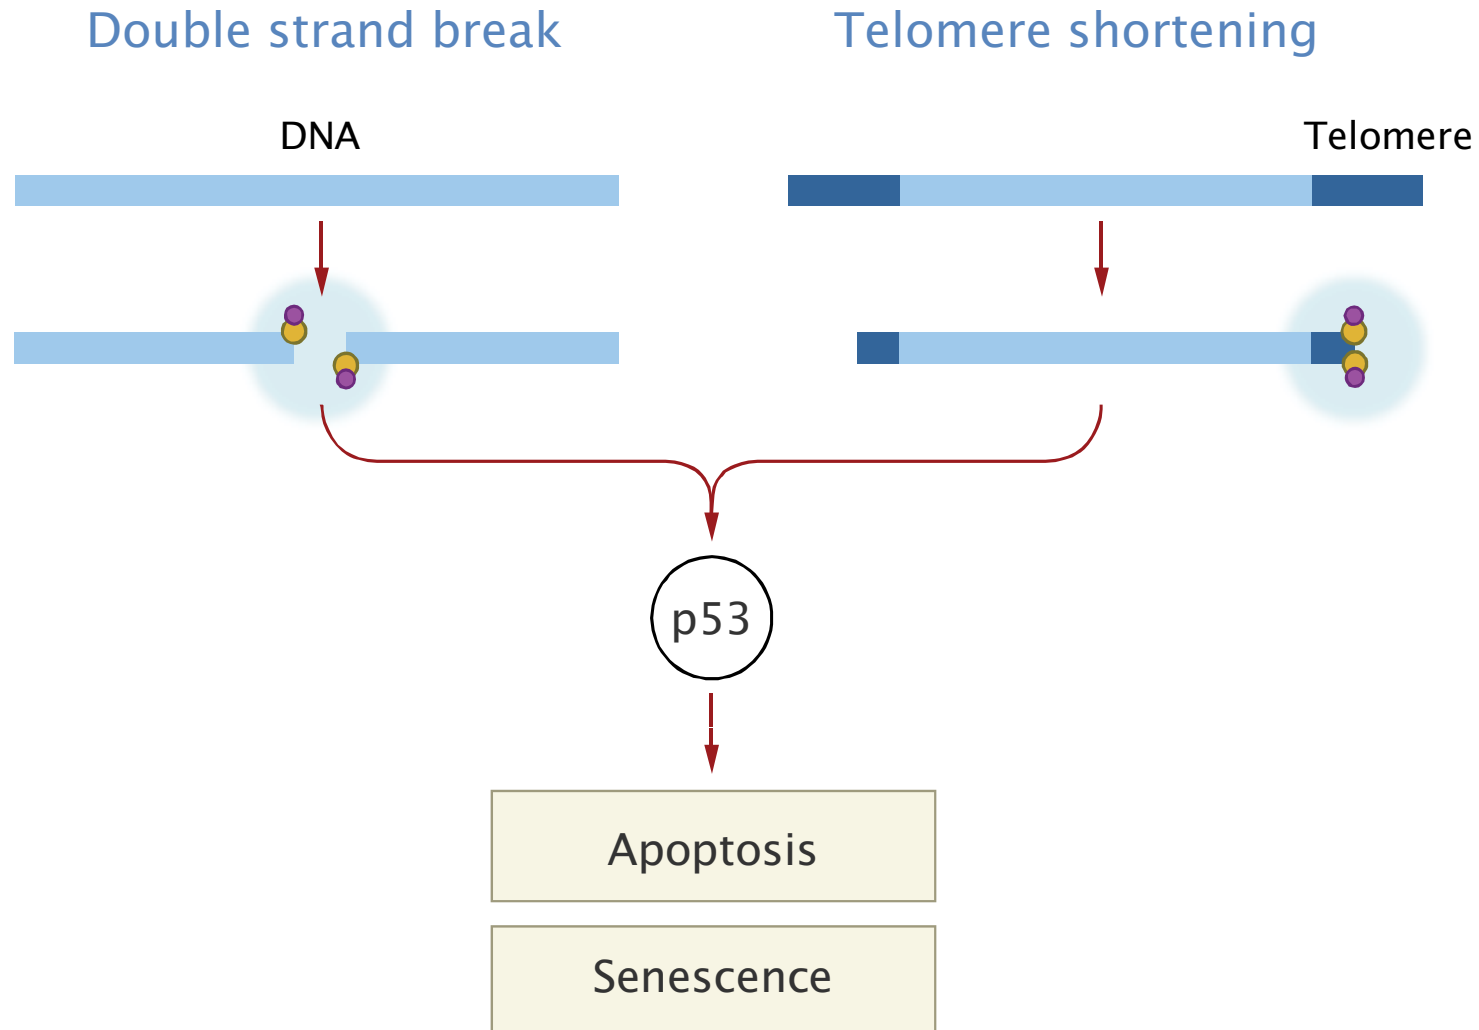 Double strand break
Telomere shortening
DNA
Telomere
p53
Apoptosis
Senescence